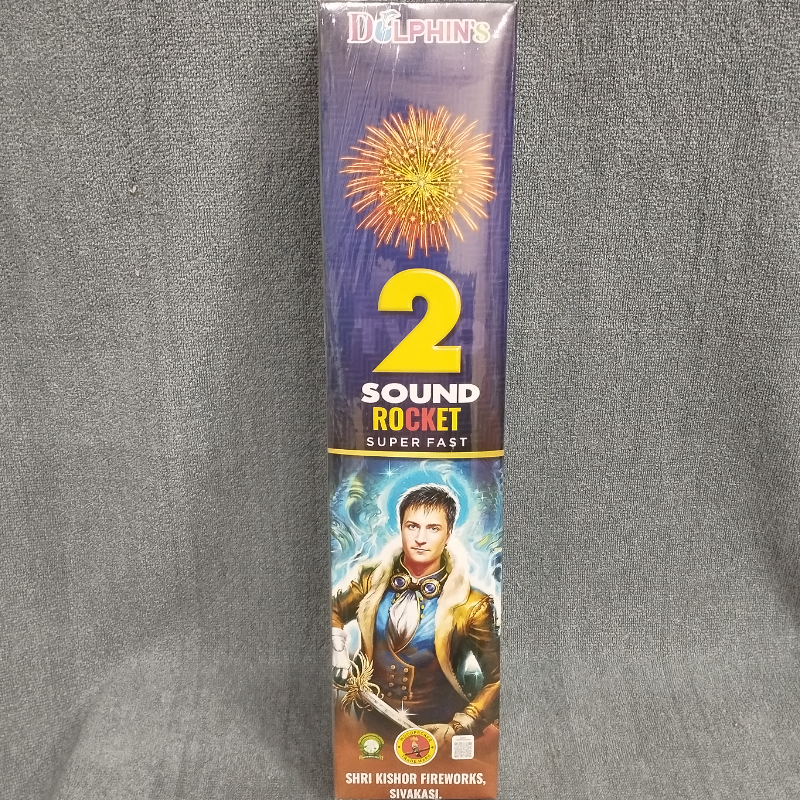 DOLPHIN'S
2
SOUND
ROCKET
SUPER FAST
SHRI KISHOR FIREWORKS,
SIVAKASI.